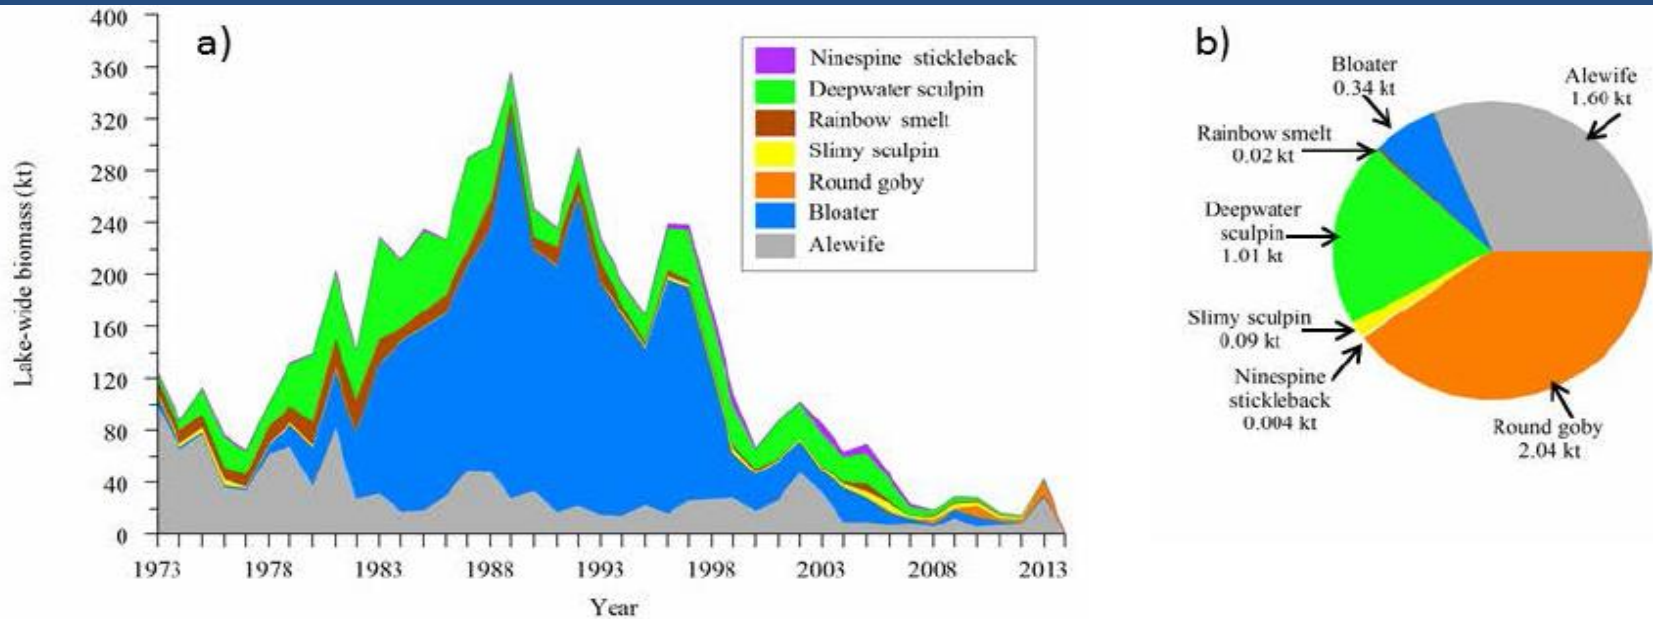 a)
400
360
320
280
240
200
160
120
80
40
0
Lake-wide biomass (kt)
1973 1978 1983 1988 1993 1998 2003 2008 2013
Year
Ninespine stickleback
Deepwater sculpin
Rainbow smelt
Slimy sculpin
Round goby
Bloater
Alewife
b)
Bloater
0.34 kt
Alewife
1.60 kt
Rainbow smelt
0.02 kt
Deepwater
sculpin
1.01 kt
Slimy sculpin
0.09 kt
Ninespine
stickleback
0.004 kt
Round goby
2.04 kt